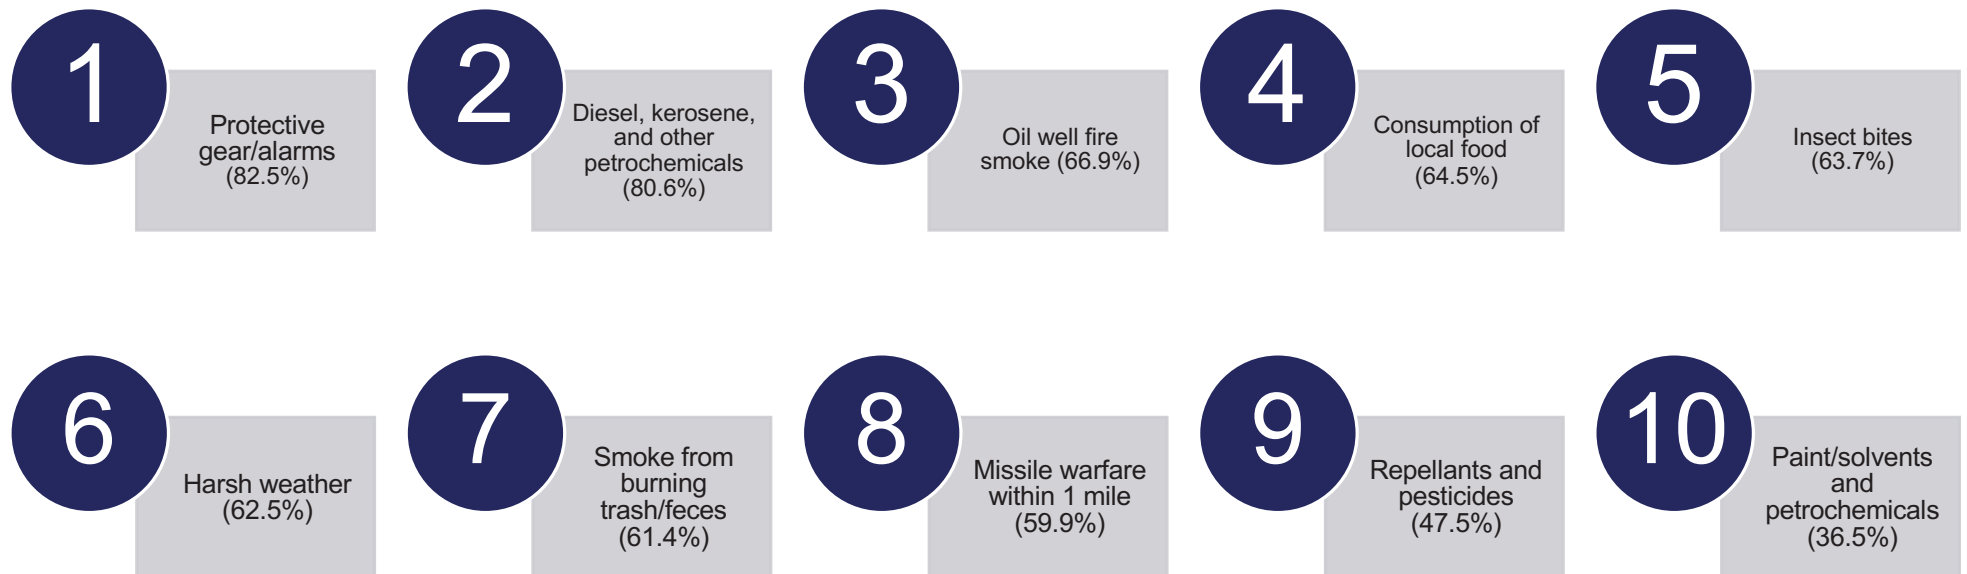 1
Protective
gear/alarms
(82.5%)
2
Diesel, kerosene,
and other
petrochemicals
(80.6%)
3
Oil well fire
smoke (66.9%)
4
Consumption of
local food
(64.5%)
5
Insect bites
(63.7%)
6
Harsh weather
(62.5%)
7
Smoke from
burning
trash/feces
(61.4%)
8
Missile warfare
within 1 mile
(59.9%)
9
Repellants and
pesticides
(47.5%)
10
Paint/solvents
and
petrochemicals
(36.5%)